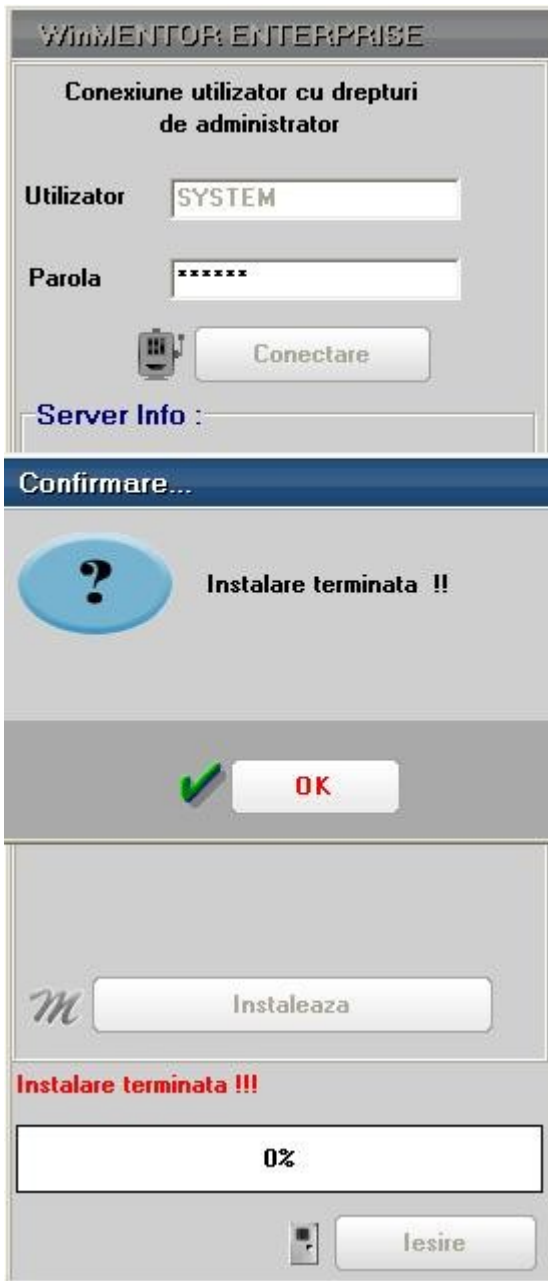 WinMENTOR ENTERPRISE
Conexiune utilizator cu drepturi
de administrator
Utilizator SYSTEM
Parola ******
Conectare
Server Info :
Confirmare...
?
Instalare terminata !!
OK
M Instaleaza
Instalare terminata !!!
0%
Iesire